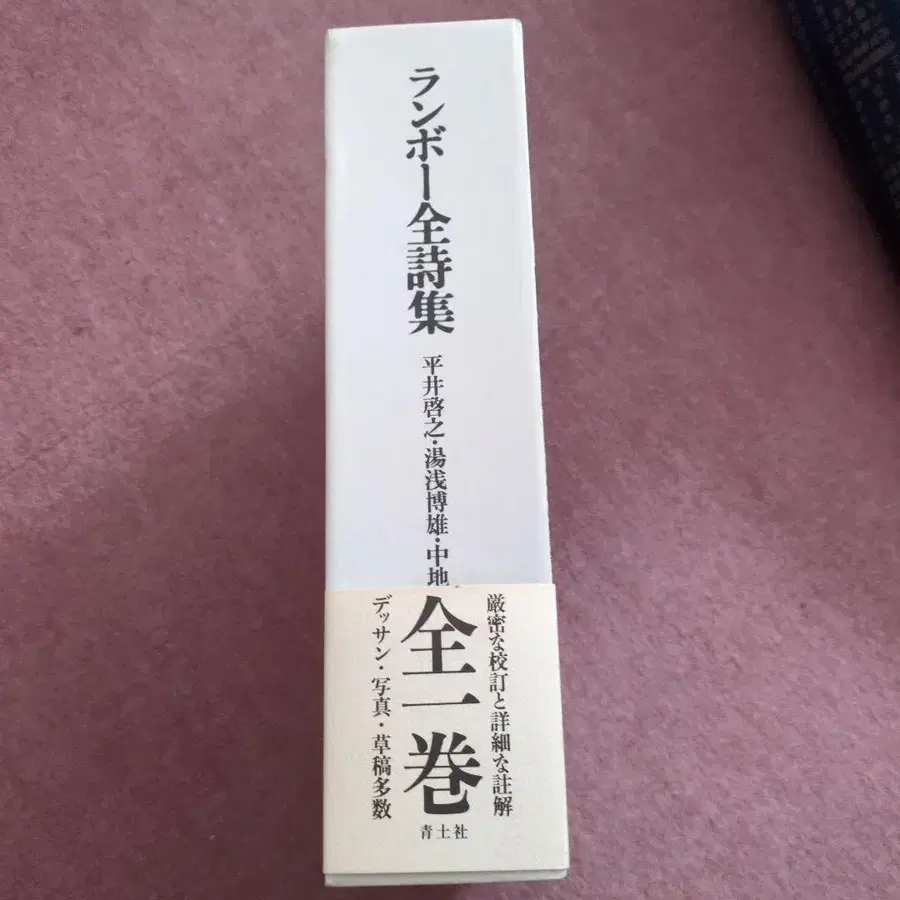 ランボー全詩集
平井啓之・湯浅博雄・中地
厳密な校訂と詳細な註解
全一巻
デッサン・写真・草稿多数
青土社